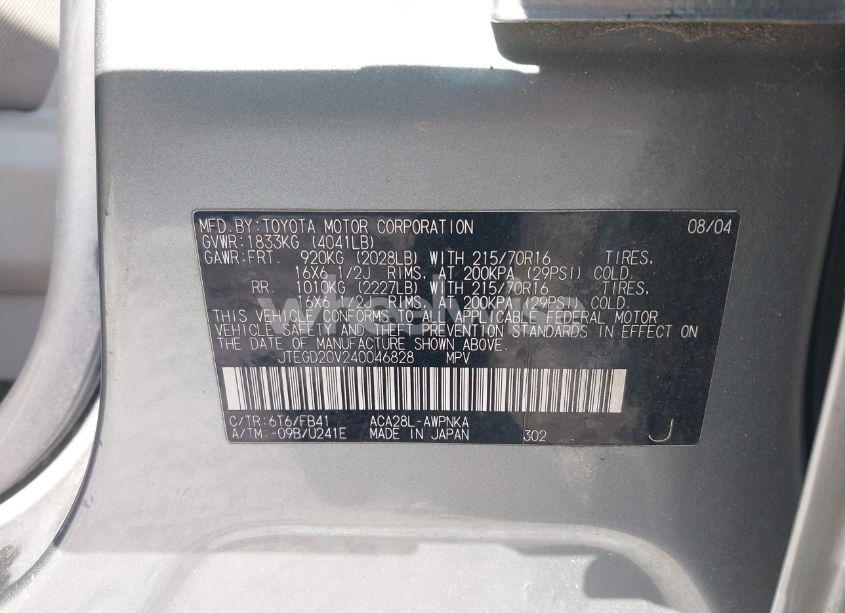 MFD.BY:TOYOTA MOTOR CORPORATION 08/04
GVWR:1833KG (4041LB)
GAWR:FRT. 920KG (2028LB) WITH 215/70R16 TIRES,
16X6 1/2J RIMS, AT 200KPA (29PSI) COLD.
RR. 1010KG (2227LB) WITH 215/70R16 TIRES,
16X6 1/2J RIMS, AT 200KPA (29PSI) COLD.
THIS VEHICLE CONFORMS TO ALL APPLICABLE FEDERAL MOTOR
VEHICLE SAFETY AND THEFT PREVENTION STANDARDS IN EFFECT ON
THE DATE OF MANUFACTURE SHOWN ABOVE.
JTEGD20V240046828 MPV
C/TR:6T6/FB41 ACA28L-AWPNKA
A/TM:-09B/U241E MADE IN JAPAN 302 J